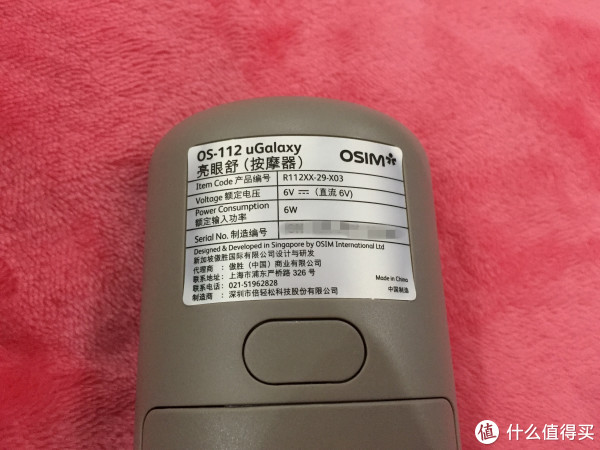 OS-112 uGalaxy
亮眼舒（按摩器）
OSIM
Item Code 产品编号 R112XX-29-X03
Voltage 额定电压 6V ⎓ (直流 6V)
Power Consumption 额定输入功率 6W
Serial No. 制造编号
Designed & Developed in Singapore by OSIM International Ltd
新加坡傲胜国际有限公司设计与研发
代理商：傲胜（中国）商业有限公司
联系地址：上海市浦东严桥路 326 号
联系电话：021-51962828
制造商：深圳市倍轻松科技股份有限公司
Made in China
中国制造
值 什么值得买